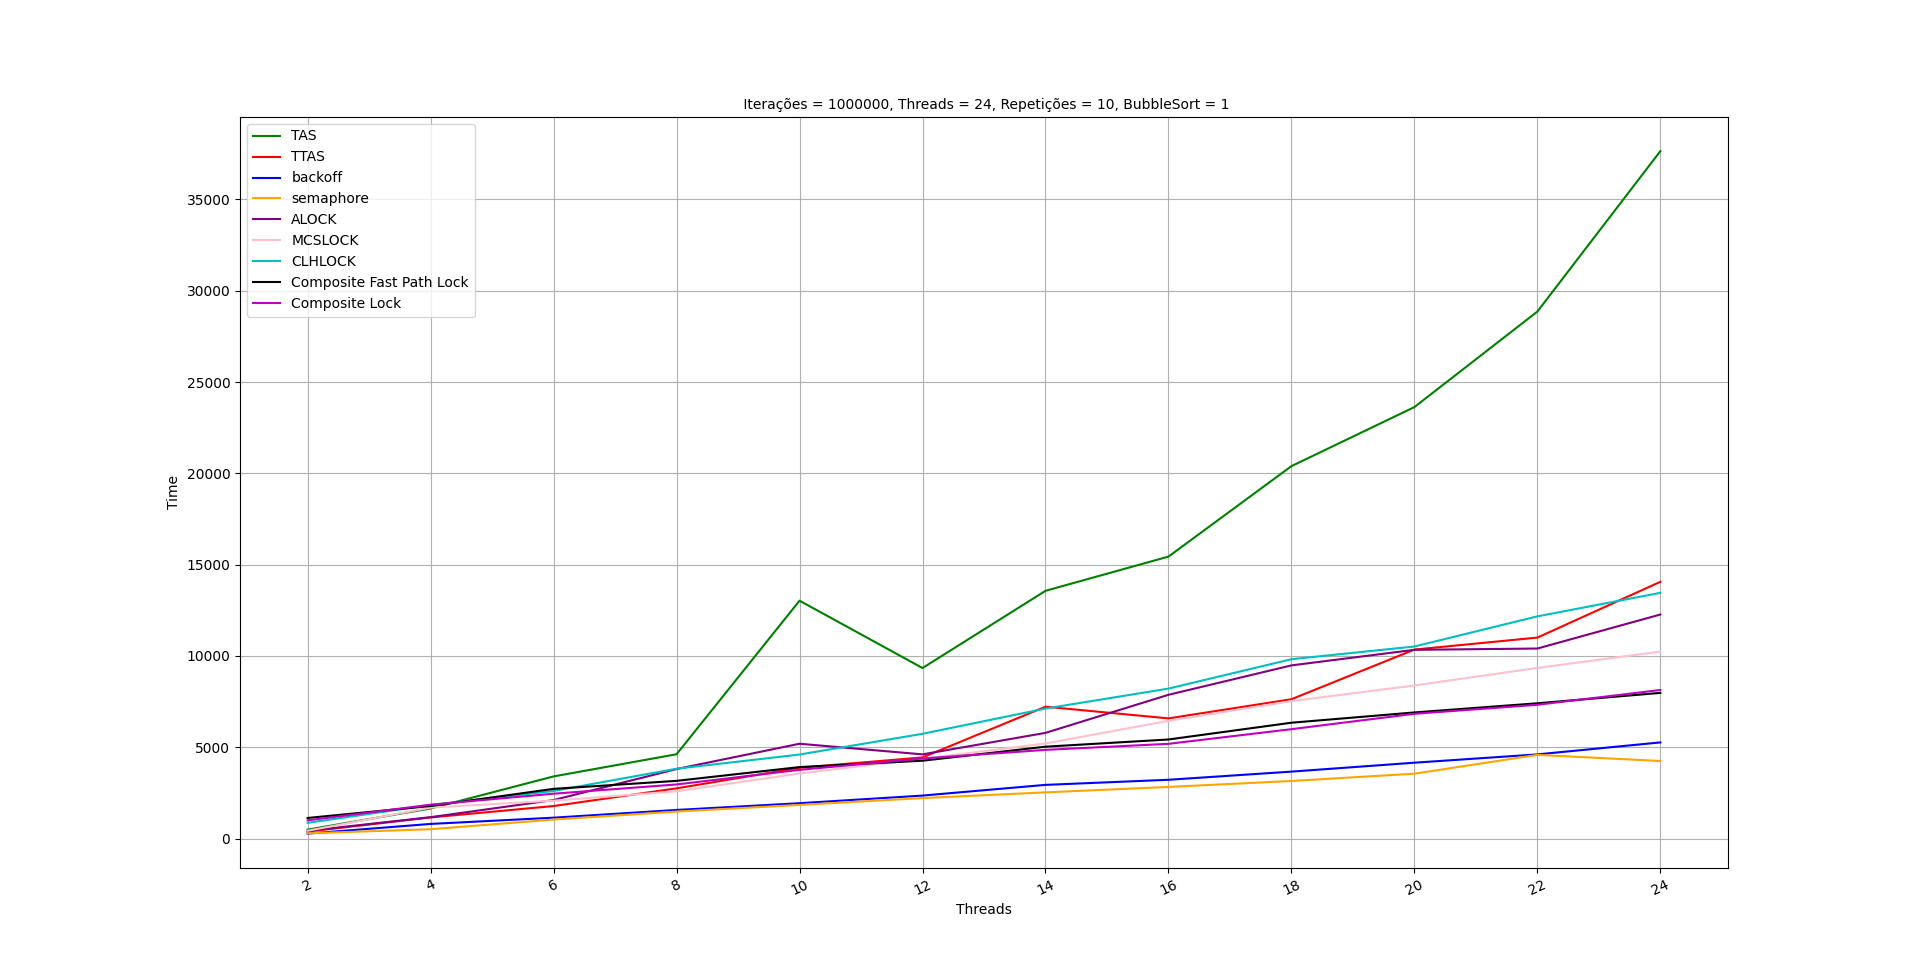 Iterações = 1000000, Threads = 24, Repetições = 10, BubbleSort = 1
TAS
TTAS
backoff
semaphore
ALOCK
MCSLOCK
CLHLOCK
Composite Fast Path Lock
Composite Lock
35000
30000
25000
20000
15000
10000
5000
0
Time
2 4 6 8 10 12 14 16 18 20 22 24
Threads